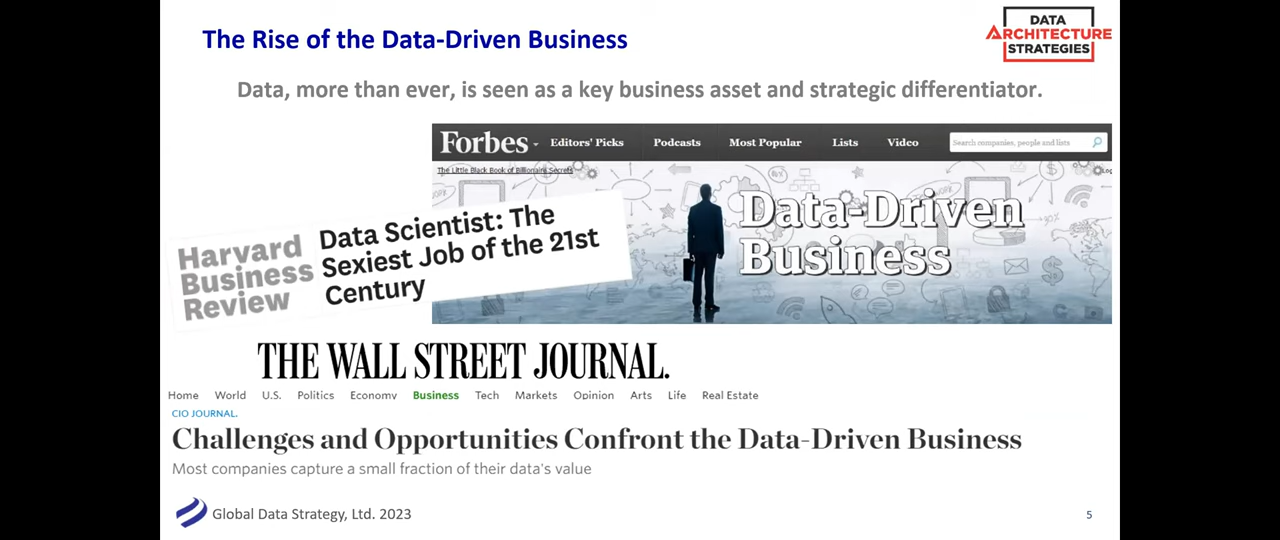 The Rise of the Data-Driven Business
DATA
ARCHITECTURE
STRATEGIES
Data, more than ever, is seen as a key business asset and strategic differentiator.
Forbes Editors' Picks Podcasts Most Popular Lists Video Search companies, people and lists
The Little Black Book of Billionaire Secrets
Log
Data-Driven
Business
Harvard
Business
Review
Data Scientist: The
Sexiest Job of the 21st
Century
THE WALL STREET JOURNAL.
Home World U.S. Politics Economy Business Tech Markets Opinion Arts Life Real Estate
CIO JOURNAL.
Challenges and Opportunities Confront the Data-Driven Business
Most companies capture a small fraction of their data's value
Global Data Strategy, Ltd. 2023
5